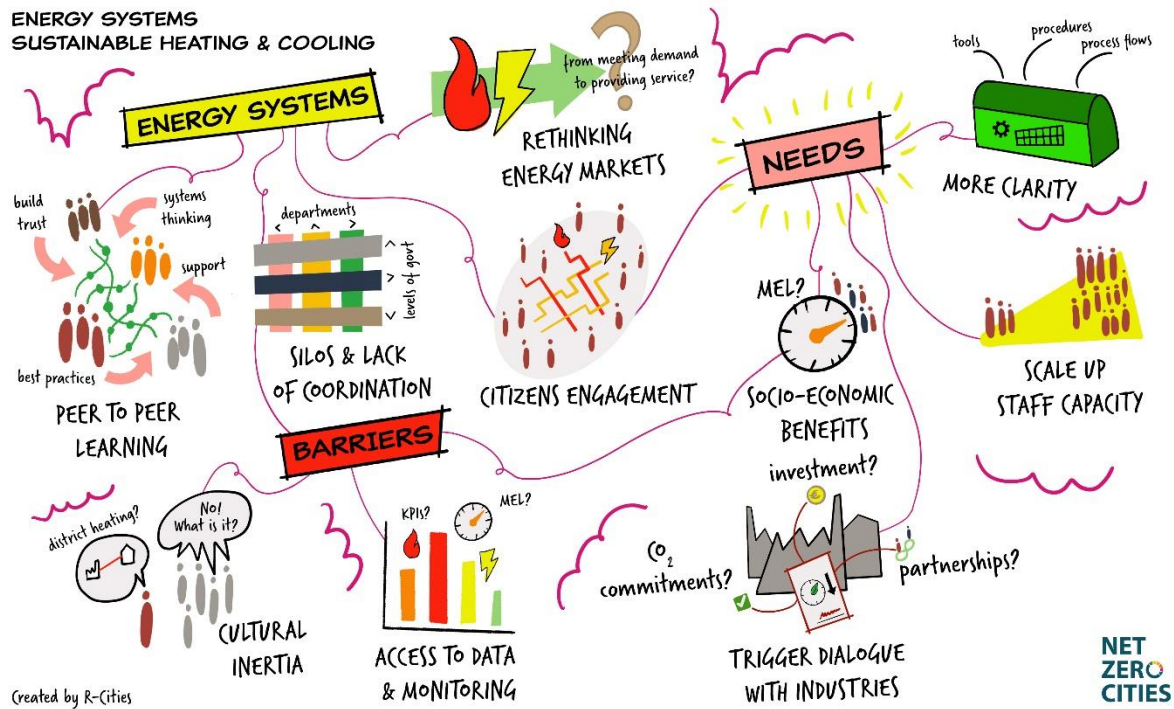 ENERGY SYSTEMS
SUSTAINABLE HEATING & COOLING
ENERGY SYSTEMS
from meeting demand
to providing service?
RETHINKING
ENERGY MARKETS
NEEDS
tools
procedures
process flows
MORE CLARITY
build
trust
systems
thinking
support
best practices
PEER TO PEER
LEARNING
departments
levels of govt
SILOS & LACK
OF COORDINATION
CITIZENS ENGAGEMENT
MEL?
SOCIO-ECONOMIC
BENEFITS
SCALE UP
STAFF CAPACITY
BARRIERS
district heating?
No!
What is it?
CULTURAL
INERTIA
KPIs?
MEL?
ACCESS TO DATA
& MONITORING
investment?
CO₂
commitments?
partnerships?
TRIGGER DIALOGUE
WITH INDUSTRIES
Created by R-Cities
NET
ZERO
CITIES